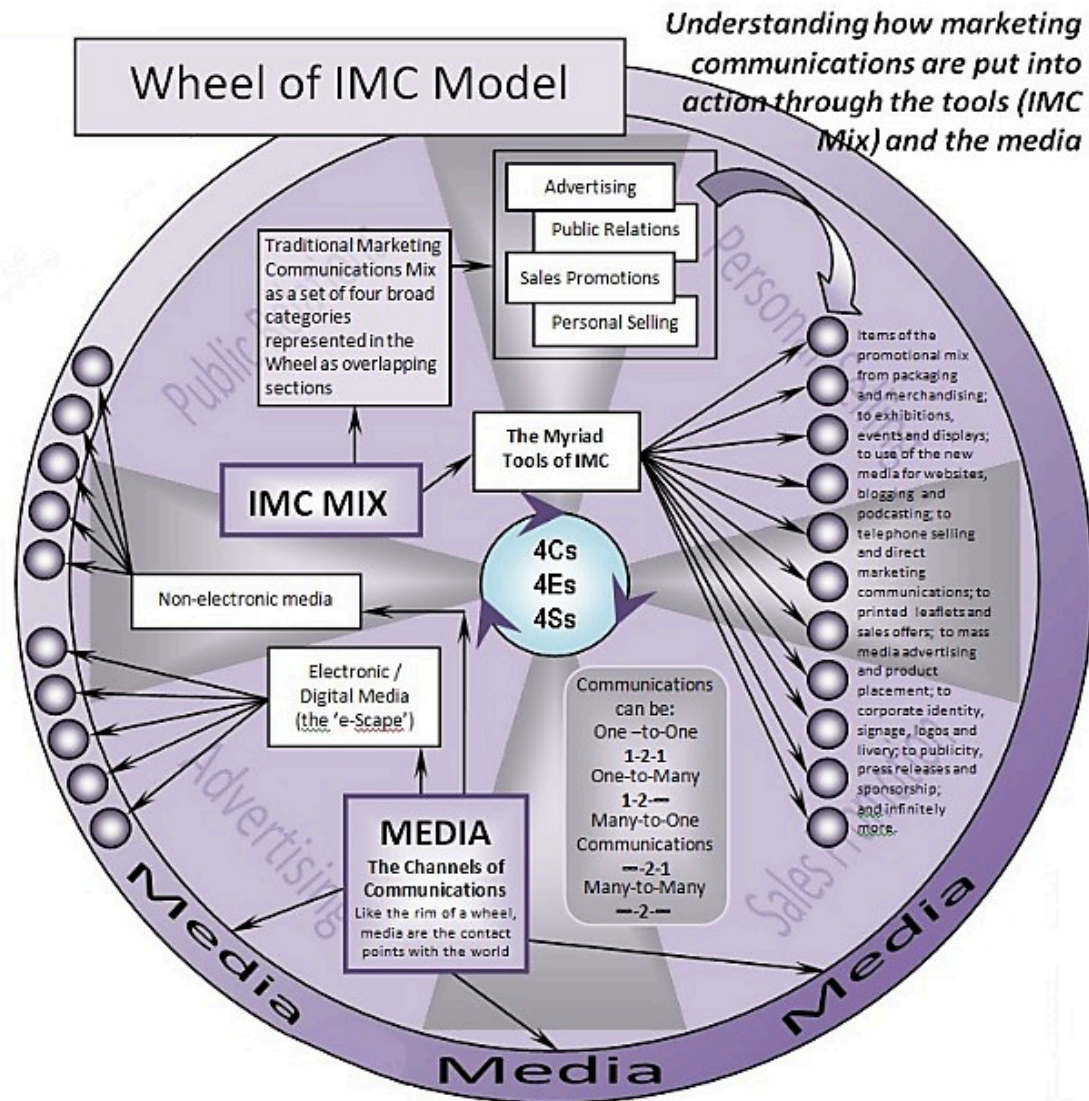 Understanding how marketing
communications are put into
action through the tools (IMC
Mix) and the media
Wheel of IMC Model
Advertising
Public Relations
Sales Promotions
Personal Selling
Traditional Marketing
Communications Mix
as a set of four broad
categories
represented in the
Wheel as overlapping
sections
The Myriad
Tools of IMC
IMC MIX
Items of the
promotional mix
from packaging
and merchandising;
to exhibitions,
events and displays;
to use of the new
media for websites,
blogging and
podcasting; to
telephone selling
and direct
marketing
communications; to
printed leaflets and
sales offers; to mass
media advertising
and product
placement; to
corporate identity,
signage, logos and
livery; to publicity,
press releases and
sponsorship;
and infinitely
more.
4Cs
4Es
4Ss
Non-electronic media
Electronic /
Digital Media
(the 'e-Scape')
Communications
can be:
One –to-One
1-2-1
One-to-Many
1-2-—
Many-to-One
Communications
—-2-1
Many-to-Many
—-2-—
MEDIA
The Channels of
Communications
Like the rim of a wheel,
media are the contact
points with the world
Public
Advertising
Sales
Media
Media
Media